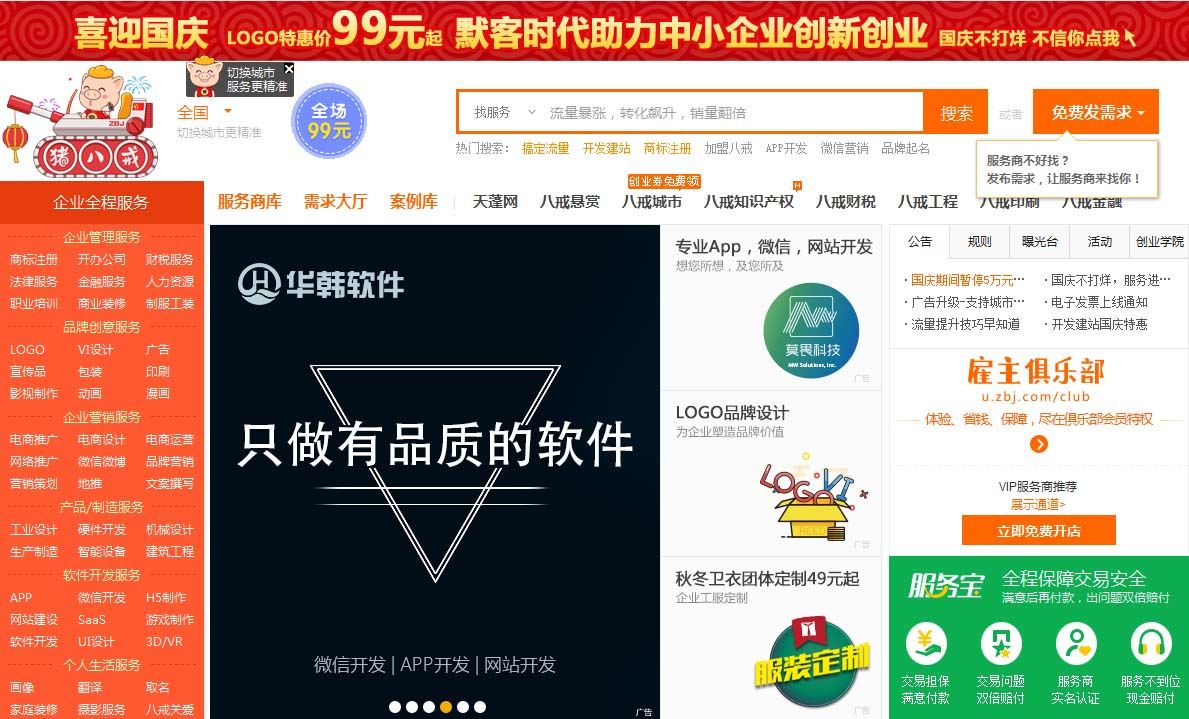 喜迎国庆 LOGO特惠价99元起 默客时代助力中小企业创新创业 国庆不打烊 不信你点我
切换城市
服务更精准
全国
切换城市更精准
ZBJ
猪八戒
全场
99元
找服务 流量暴涨，转化飙升，销量翻倍 搜索 或者 免费发需求
热门搜索： 搞定流量 开发建站 商标注册 加盟八戒 APP开发 微信营销 品牌起名
服务商不好找？
发布需求，让服务商来找你！
企业全程服务
创业券免费领 H
服务商库 需求大厅 案例库 天蓬网 八戒悬赏 八戒城市 八戒知识产权 八戒财税 八戒工程 八戒印刷 八戒金融
企业管理服务
商标注册 开办公司 财税服务
法律服务 金融服务 人力资源
职业培训 商业装修 制服工装
品牌创意服务
LOGO VI设计 广告
宣传品 包装 印刷
影视制作 动画 漫画
企业营销服务
电商推广 电商设计 电商运营
网络推广 微信微博 品牌营销
营销策划 地推 文案撰写
产品/制造服务
工业设计 硬件开发 机械设计
生产制造 智能设备 建筑工程
软件开发服务
APP 微信开发 H5制作
网站建设 SaaS 游戏制作
软件开发 UI设计 3D/VR
个人生活服务
画像 翻译 取名
家庭装修 摄影服务 八戒关爱
华韩软件
只做有品质的软件
微信开发 | APP开发 | 网站开发
广告
专业App，微信，网站开发
想您所想，及您所及
莫畏科技
MW Solutions, Inc.
广告
LOGO品牌设计
为企业塑造品牌价值
LOGO VI
HELLO
广告
秋冬卫衣团体定制49元起
企业工服定制
服装定制
广告
公告 规则 曝光台 活动 创业学院
·国庆期间暂停5万元… ·国庆不打烊，服务进…
·广告升级-支持城市… ·电子发票上线通知
·流量提升技巧早知道 ·开发建站国庆特惠
雇主俱乐部
u.zbj.com/club
体验、省钱、保障，尽在俱乐部会员特权
VIP服务商推荐
展示通道>
立即免费开店
服务宝 全程保障交易安全
满意后再付款，出问题双倍赔付
交易担保 交易问题 服务商 服务不到位
满意付款 双倍赔付 实名认证 现金赔付